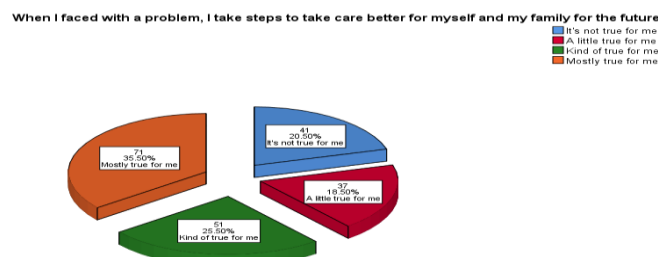 When I faced with a problem, I take steps to take care better for myself and my family for the future
It's not true for me
A little true for me
Kind of true for me
Mostly true for me
41
20.50%
It's not true for me
71
35.50%
Mostly true for me
37
18.50%
A little true for me
51
25.50%
Kind of true for me